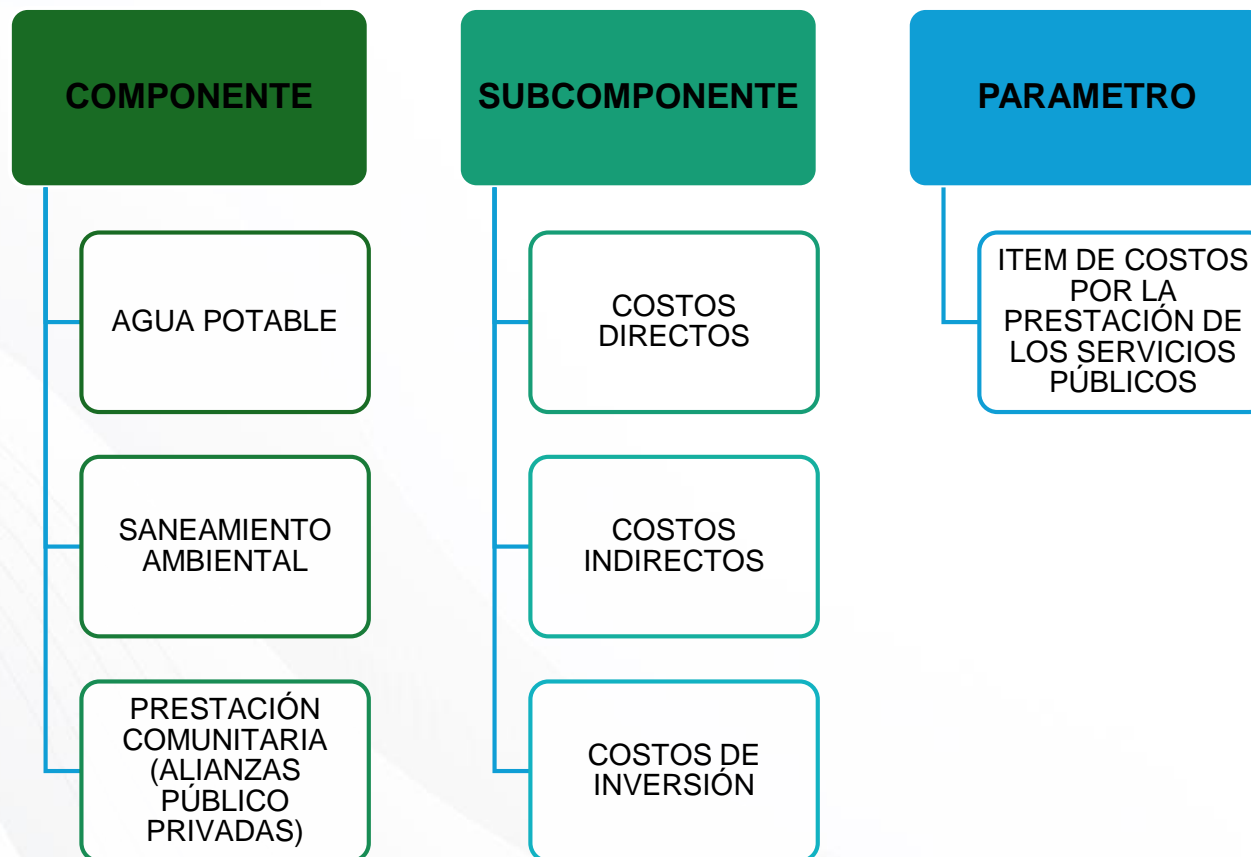 COMPONENTE
AGUA POTABLE
SANEAMIENTO
AMBIENTAL
PRESTACIÓN
COMUNITARIA
(ALIANZAS
PÚBLICO
PRIVADAS)
SUBCOMPONENTE
COSTOS
DIRECTOS
COSTOS
INDIRECTOS
COSTOS DE
INVERSIÓN
PARAMETRO
ITEM DE COSTOS
POR LA
PRESTACIÓN DE
LOS SERVICIOS
PÚBLICOS